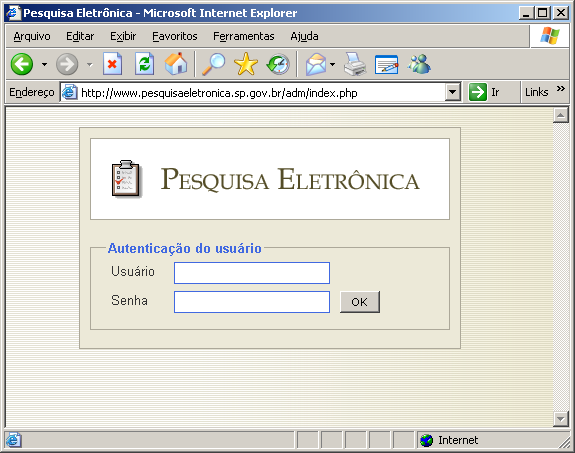 Pesquisa Eletrônica - Microsoft Internet Explorer
Arquivo Editar Exibir Favoritos Ferramentas Ajuda
Endereço http://www.pesquisaeletronica.sp.gov.br/adm/index.php Ir Links »
PESQUISA ELETRÔNICA
Autenticação do usuário
Usuário
Senha OK
Internet